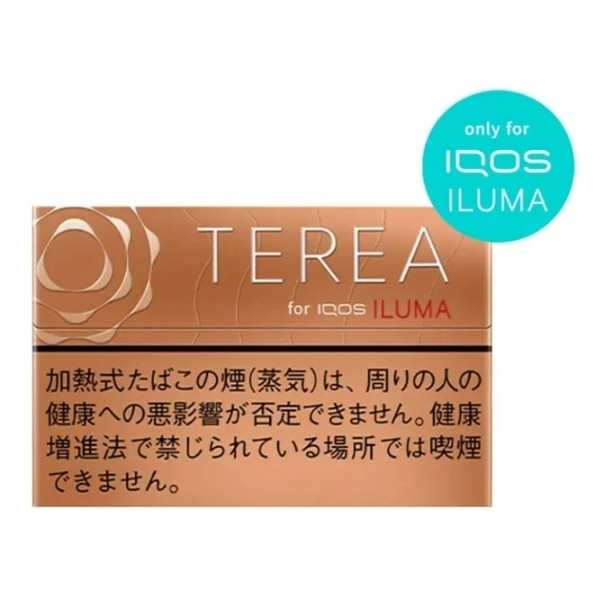 only for
IQOS
ILUMA
TEREA
for IQOS ILUMA
加熱式たばこの煙(蒸気)は、周りの人の
健康への悪影響が否定できません。健康
増進法で禁じられている場所では喫煙
できません。